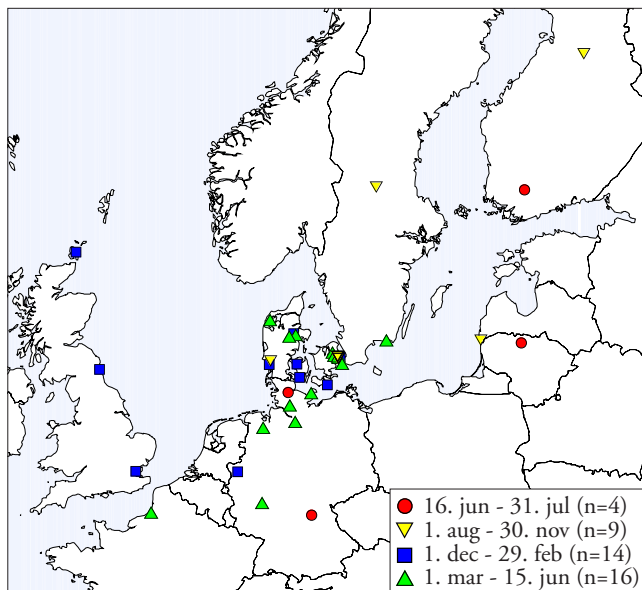 16. jun - 31. jul (n=4)
1. aug - 30. nov (n=9)
1. dec - 29. feb (n=14)
1. mar - 15. jun (n=16)